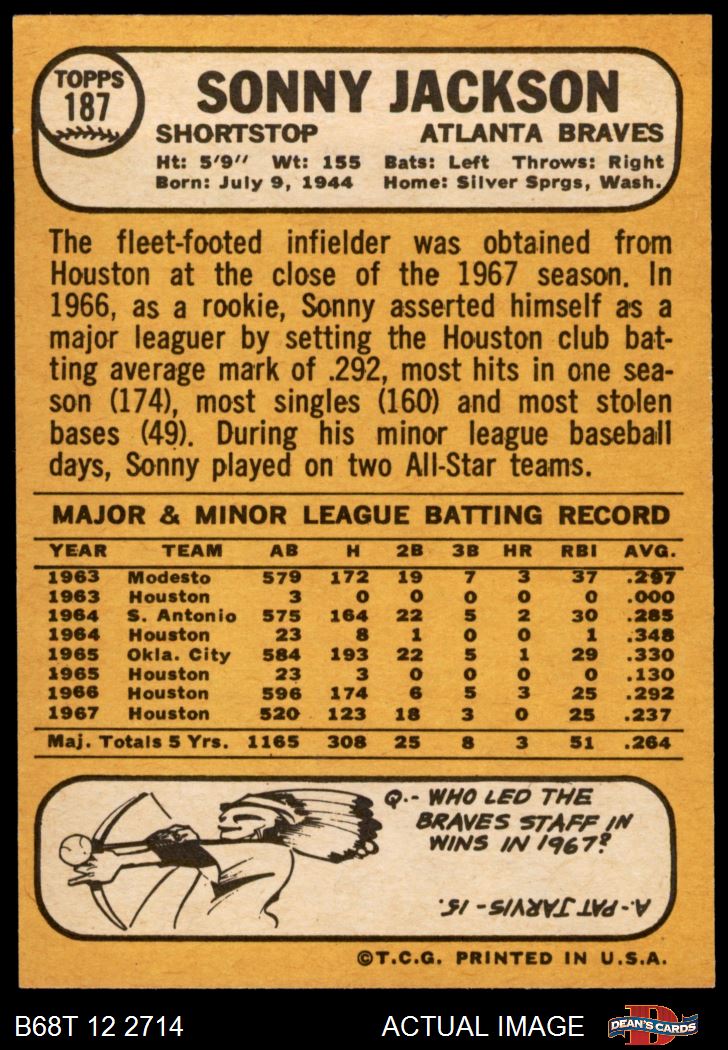 TOPPS
187
SONNY JACKSON
SHORTSTOP ATLANTA BRAVES
Ht: 5'9" Wt: 155 Bats: Left Throws: Right
Born: July 9, 1944 Home: Silver Sprgs, Wash.
The fleet-footed infielder was obtained from
Houston at the close of the 1967 season. In
1966, as a rookie, Sonny asserted himself as a
major leaguer by setting the Houston club bat-
ting average mark of .292, most hits in one sea-
son (174), most singles (160) and most stolen
bases (49). During his minor league baseball
days, Sonny played on two All-Star teams.
MAJOR & MINOR LEAGUE BATTING RECORD
YEAR TEAM AB H 2B 3B HR RBI AVG.
1963 Modesto 579 172 19 7 3 37 .297
1963 Houston 3 0 0 0 0 0 .000
1964 S. Antonio 575 164 22 5 2 30 .285
1964 Houston 23 8 1 0 0 1 .348
1965 Okla. City 584 193 22 5 1 29 .330
1965 Houston 23 3 0 0 0 0 .130
1966 Houston 596 174 6 5 3 25 .292
1967 Houston 520 123 18 3 0 25 .237
Maj. Totals 5 Yrs. 1165 308 25 8 3 51 .264
Q.- WHO LED THE
BRAVES STAFF IN
WINS IN 1967?
A.- PAT JARVIS - 15.
©T.C.G. PRINTED IN U.S.A.
B68T 12 2714 ACTUAL IMAGE D DEAN'S CARDS